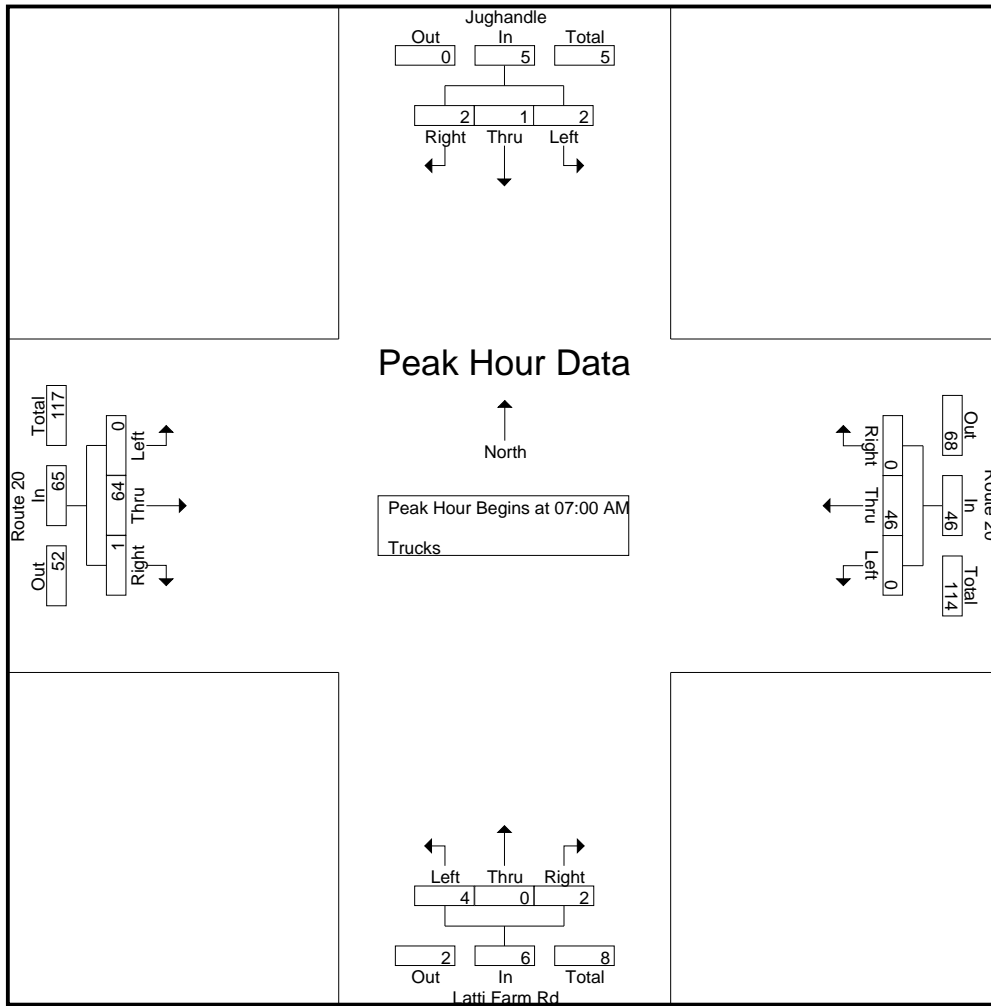 Jughandle
Out In Total
0 5 5
2 1 2
Right Thru Left
Peak Hour Data
North
Peak Hour Begins at 07:00 AM
Trucks
Route 20
Total In Out
117 65 52
0 64 1
Left Thru Right
Right Thru Left
0 46 0
Out In Total
68 46 114
Route 20
Left Thru Right
4 0 2
2 6 8
Out In Total
Latti Farm Rd